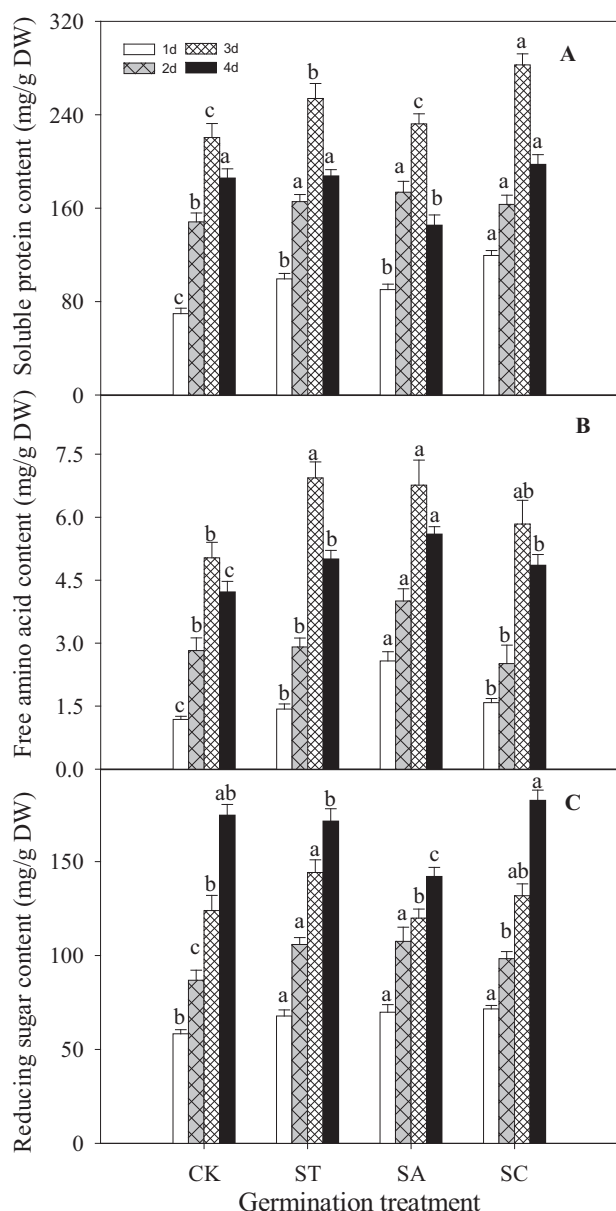 320
240
160
80
0
Soluble protein content (mg/g DW)
1d 3d
2d 4d
A
c b c a
b a b a
b a c b
a a a a
7.5
6.0
4.5
3.0
1.5
0.0
Free amino acid content (mg/g DW)
B
c b b c
b b a b
a a a a
b b ab b
150
100
50
0
Reducing sugar content (mg/g DW)
C
b c b ab
a a a b
a a b c
a b ab a
CK ST SA SC
Germination treatment